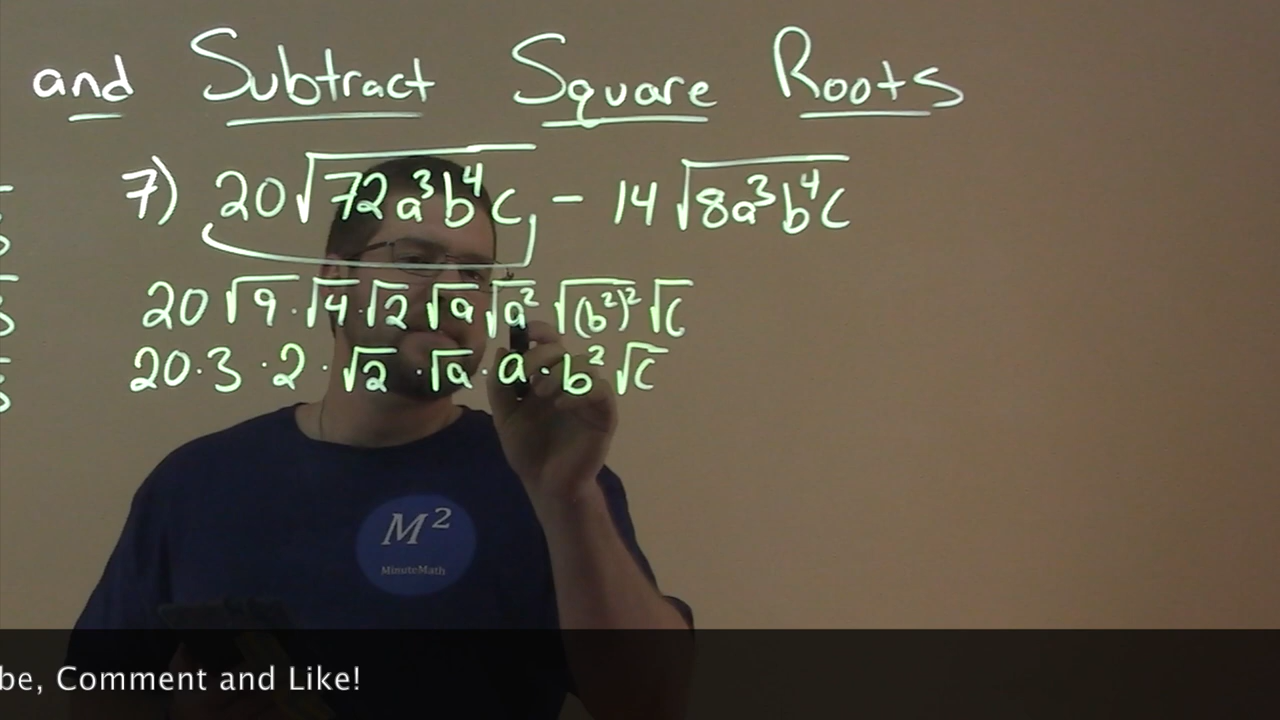 and Subtract Square Roots
7) 20√72a³b⁴c - 14√8a³b⁴c
20√9·√4·√2√a√a²√(b²)²√c
20·3·2·√2·√a·a·b²√c
M²
MinuteMath
be, Comment and Like!